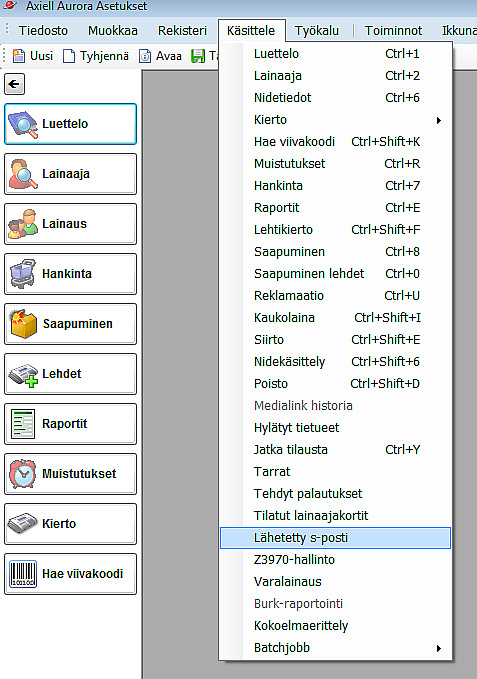 Axiell Aurora Asetukset
Tiedosto Muokkaa Rekisteri Käsittele Työkalu Toiminnot Ikkuna
Uusi Tyhjennä Avaa
Luettelo
Lainaaja
Lainaus
Hankinta
Saapuminen
Lehdet
Raportit
Muistutukset
Kierto
Hae viivakoodi
Luettelo Ctrl+1
Lainaaja Ctrl+2
Nidetiedot Ctrl+6
Kierto
Hae viivakoodi Ctrl+Shift+K
Muistutukset Ctrl+R
Hankinta Ctrl+7
Raportit Ctrl+E
Lehtikierto Ctrl+Shift+F
Saapuminen Ctrl+8
Saapuminen lehdet Ctrl+0
Reklamaatio Ctrl+U
Kaukolaina Ctrl+Shift+I
Siirto Ctrl+Shift+E
Nidekäsittely Ctrl+Shift+6
Poisto Ctrl+Shift+D
Medialink historia
Hylätyt tietueet
Jatka tilausta Ctrl+Y
Tarrat
Tehdyt palautukset
Tilatut lainaajakortit
Lähetetty s-posti
Z3970-hallinto
Varalainaus
Burk-raportointi
Kokoelmaerittely
Batchjobb